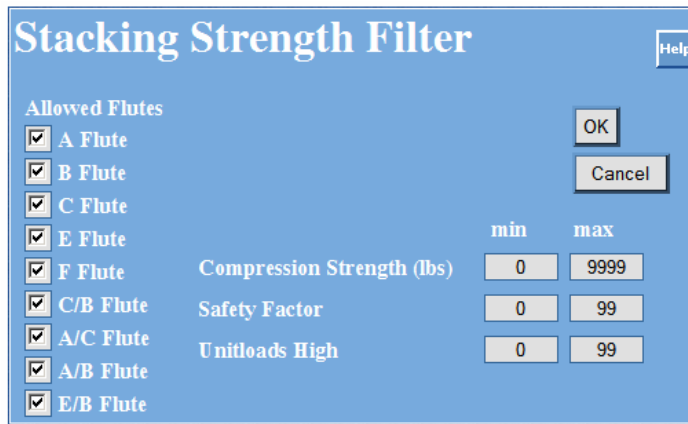 Stacking Strength Filter
Help
Allowed Flutes
A Flute
B Flute
C Flute
E Flute
F Flute
C/B Flute
A/C Flute
A/B Flute
E/B Flute
OK
Cancel
min max
Compression Strength (lbs) 0 9999
Safety Factor 0 99
Unitloads High 0 99